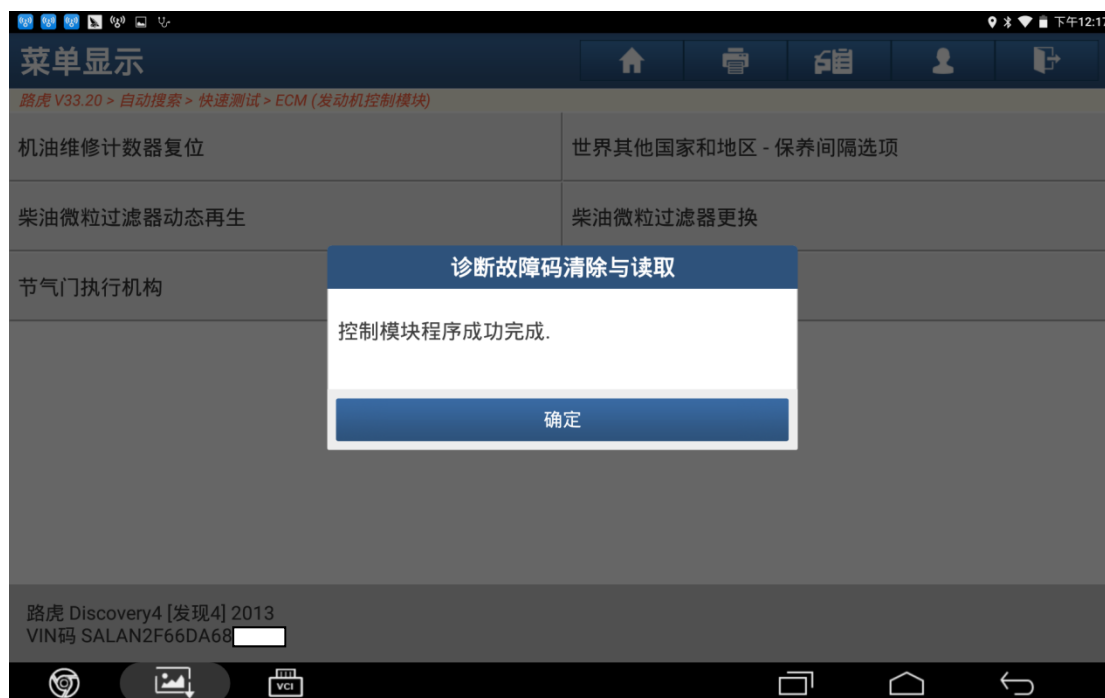 下午12:17
菜单显示
路虎 V33.20 > 自动搜索 > 快速测试 > ECM (发动机控制模块)
机油维修计数器复位
世界其他国家和地区 - 保养间隔选项
柴油微粒过滤器动态再生
柴油微粒过滤器更换
节气门执行机构
诊断故障码清除与读取
控制模块程序成功完成.
确定
路虎 Discovery4 [发现4] 2013
VIN码 SALAN2F66DA68
VCI